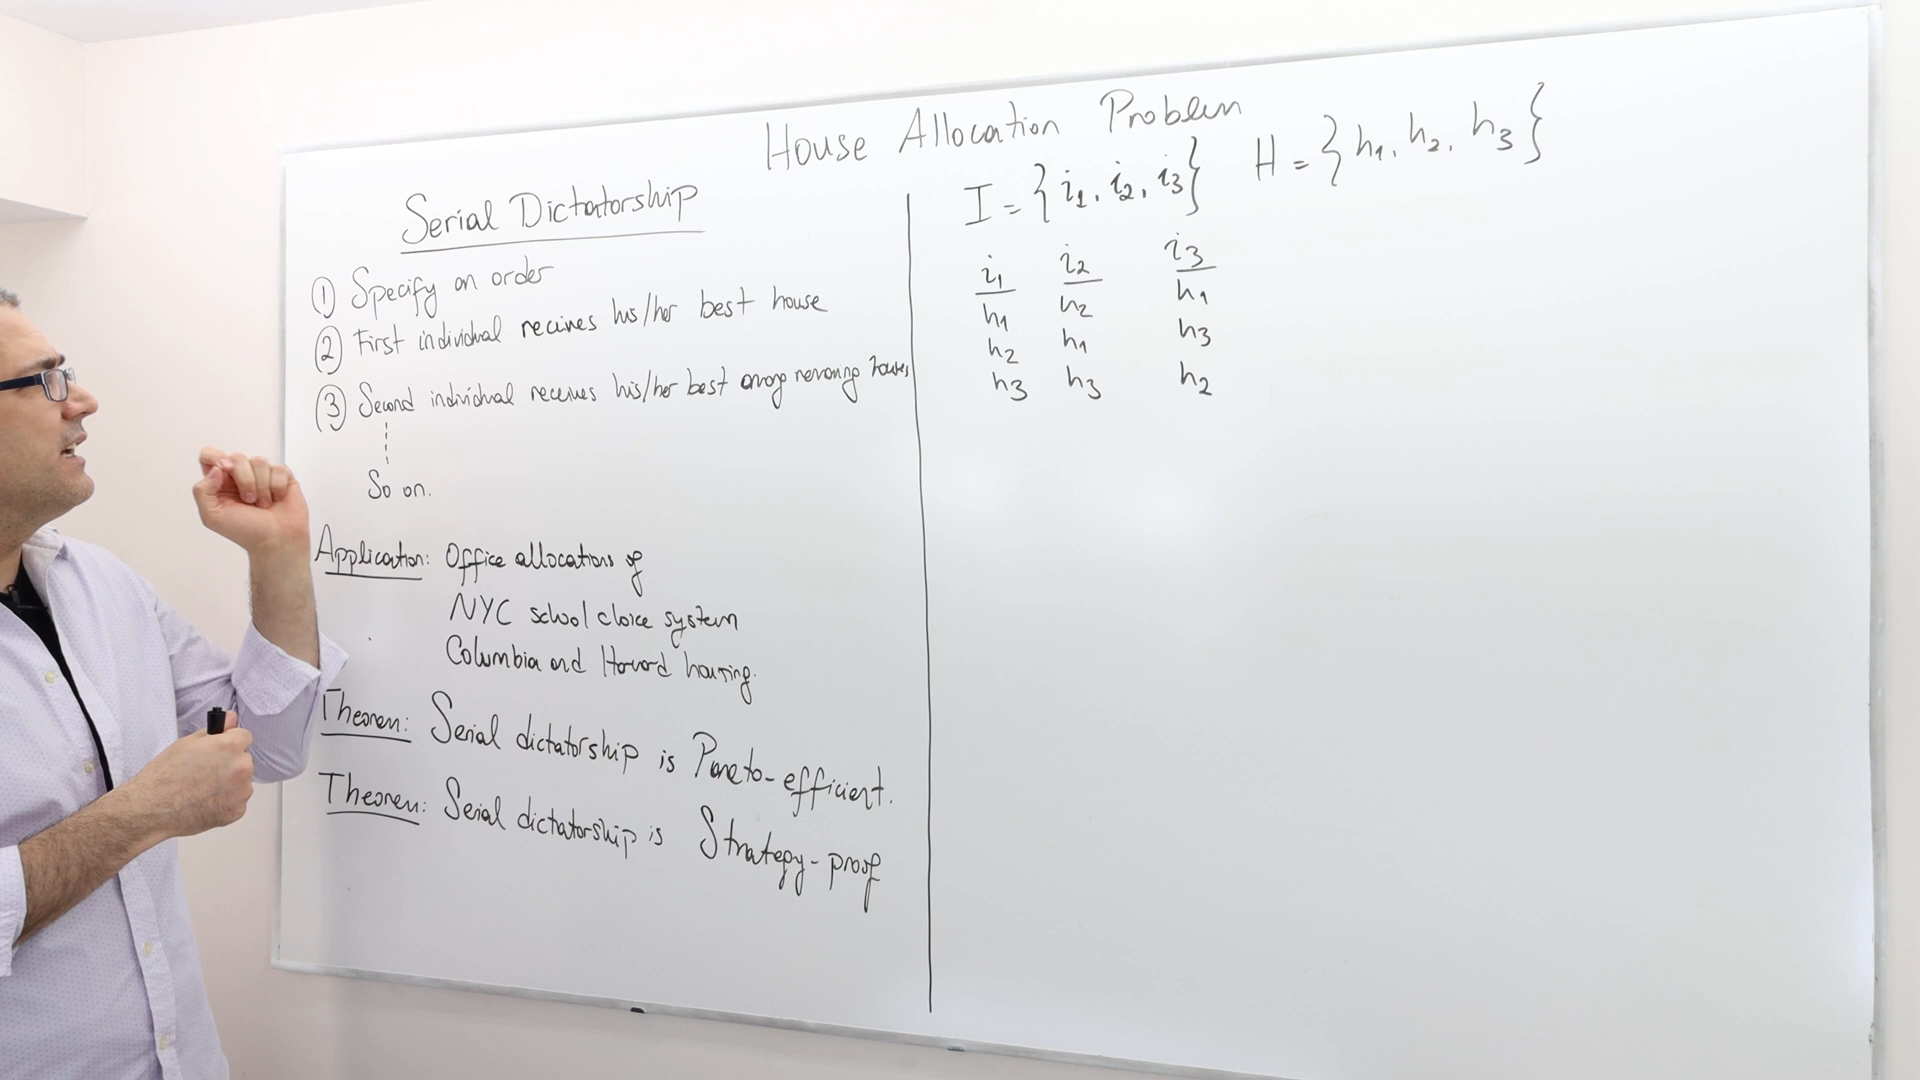 House Allocation Problem
Serial Dictatorship
① Specify an order
② First individual receives his/her best house
③ Second individual receives his/her best among remaining houses
So on.
Application: Office allocations of
NYC school choice system
Columbia and Harvard housing.
Theorem: Serial dictatorship is Pareto-efficient.
Theorem: Serial dictatorship is Strategy-proof
I = {i₁, i₂, i₃} H = {h₁, h₂, h₃}
i₁ i₂ i₃
h₁ h₂ h₁
h₂ h₁ h₃
h₃ h₃ h₂